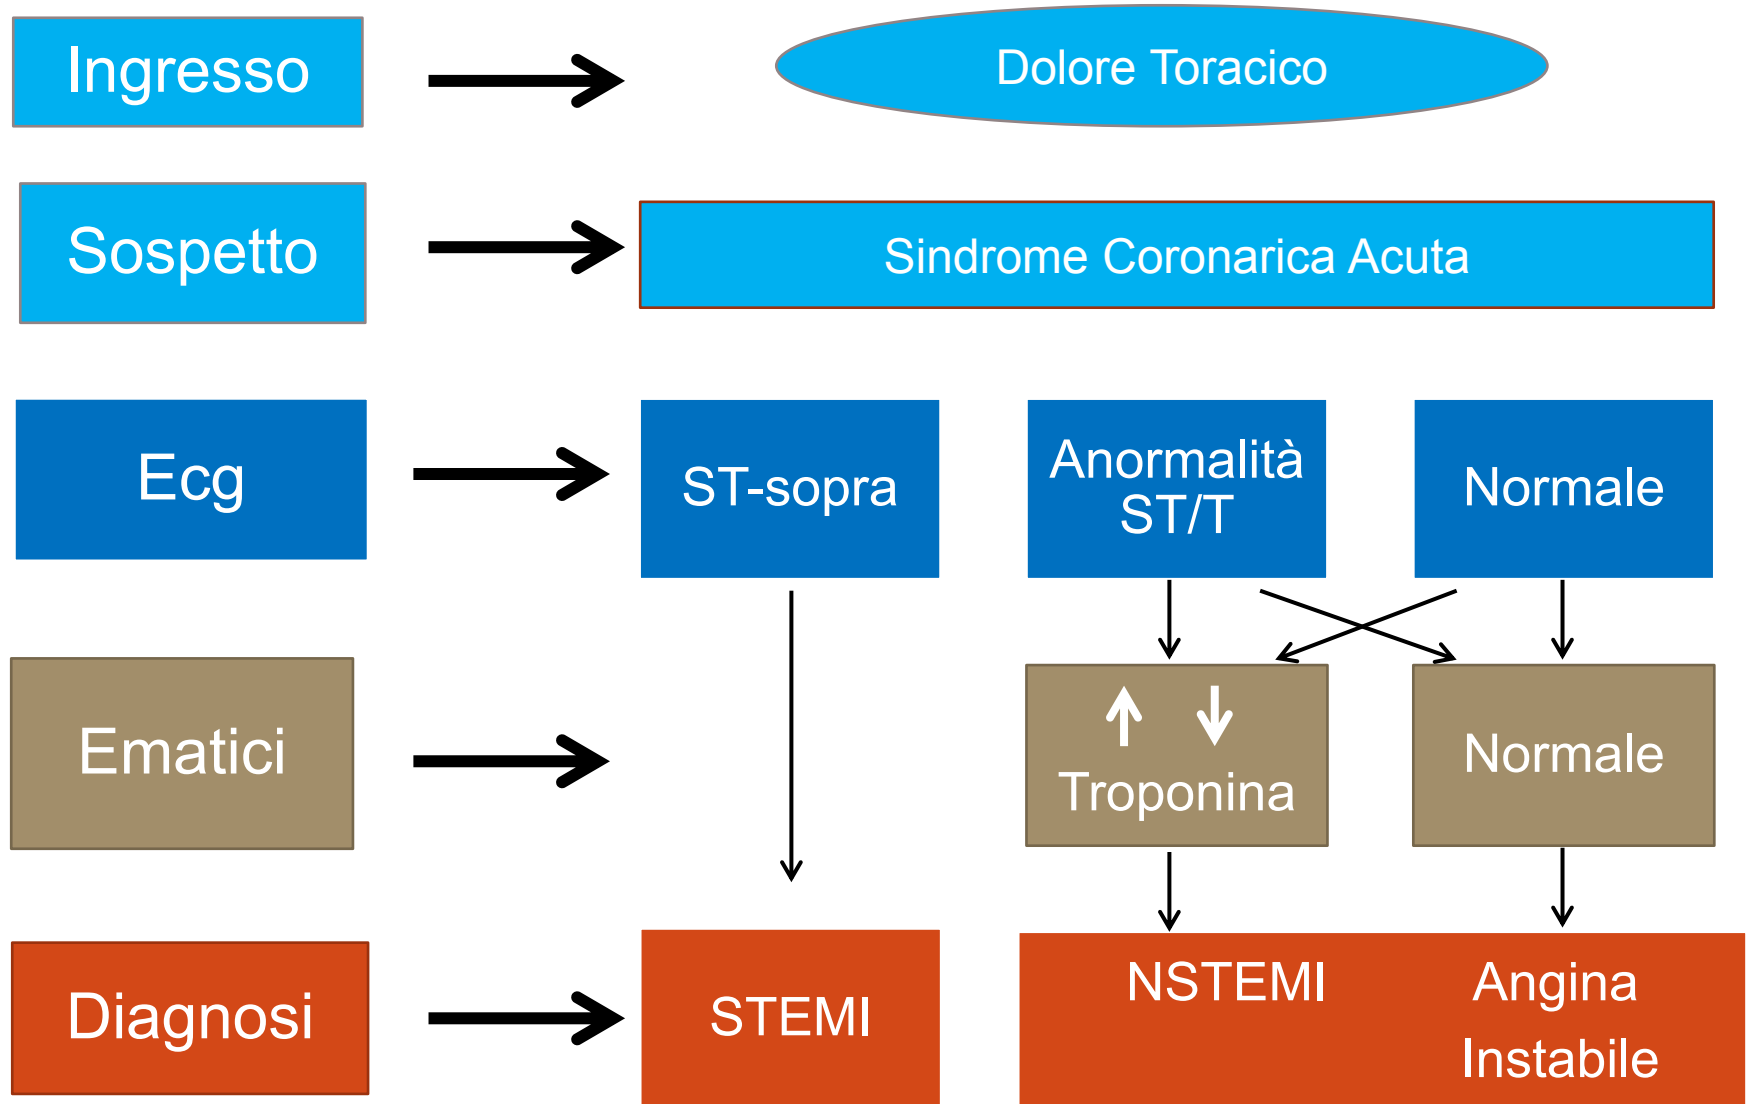 Ingresso
Dolore Toracico
Sospetto
Sindrome Coronarica Acuta
Ecg
ST-sopra
Anormalità
ST/T
Normale
Ematici
Troponina
Normale
Diagnosi
STEMI
NSTEMI
Angina
Instabile